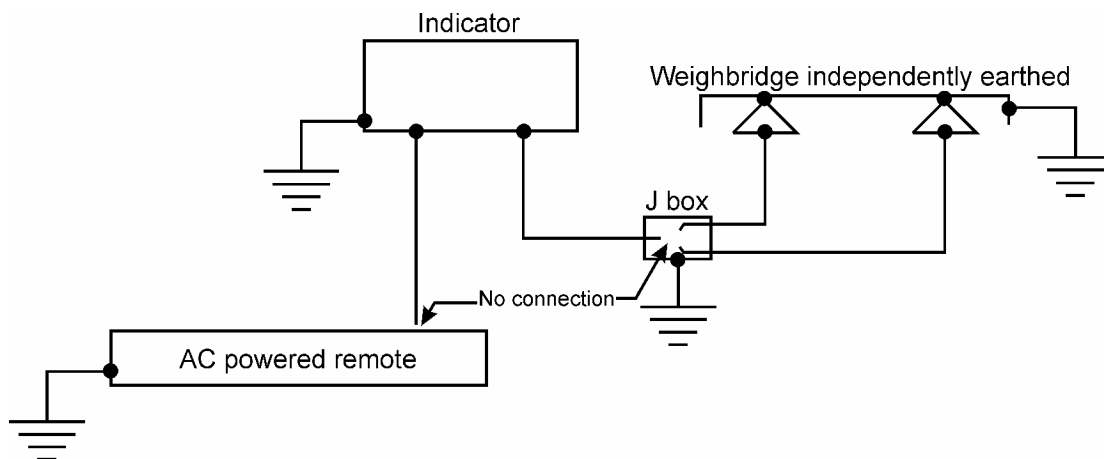 Indicator
Weighbridge independently earthed
J box
No connection
AC powered remote